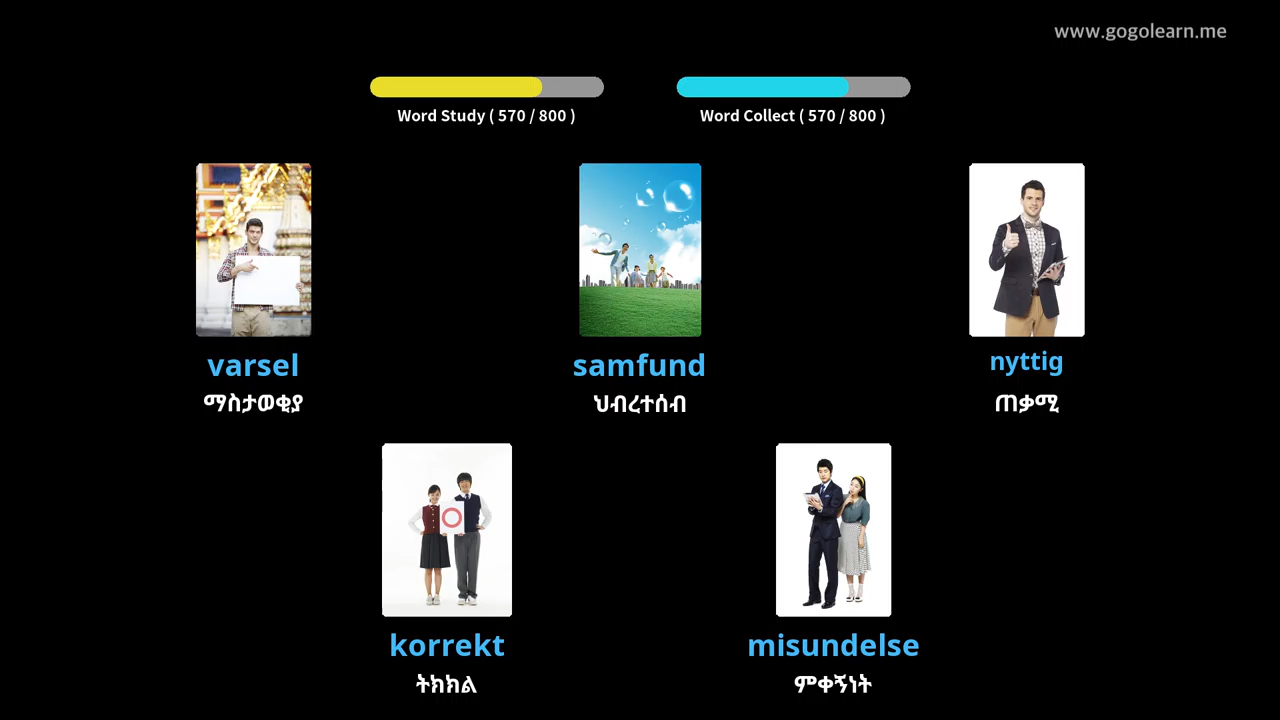 www.gogolearn.me
Word Study ( 570 / 800 )
Word Collect ( 570 / 800 )
varsel
samfund
nyttig
ማስታወቂያ
ህብረተሰብ
ጠቃሚ
korrekt
misundelse
ትክክል
ምቀኝነት